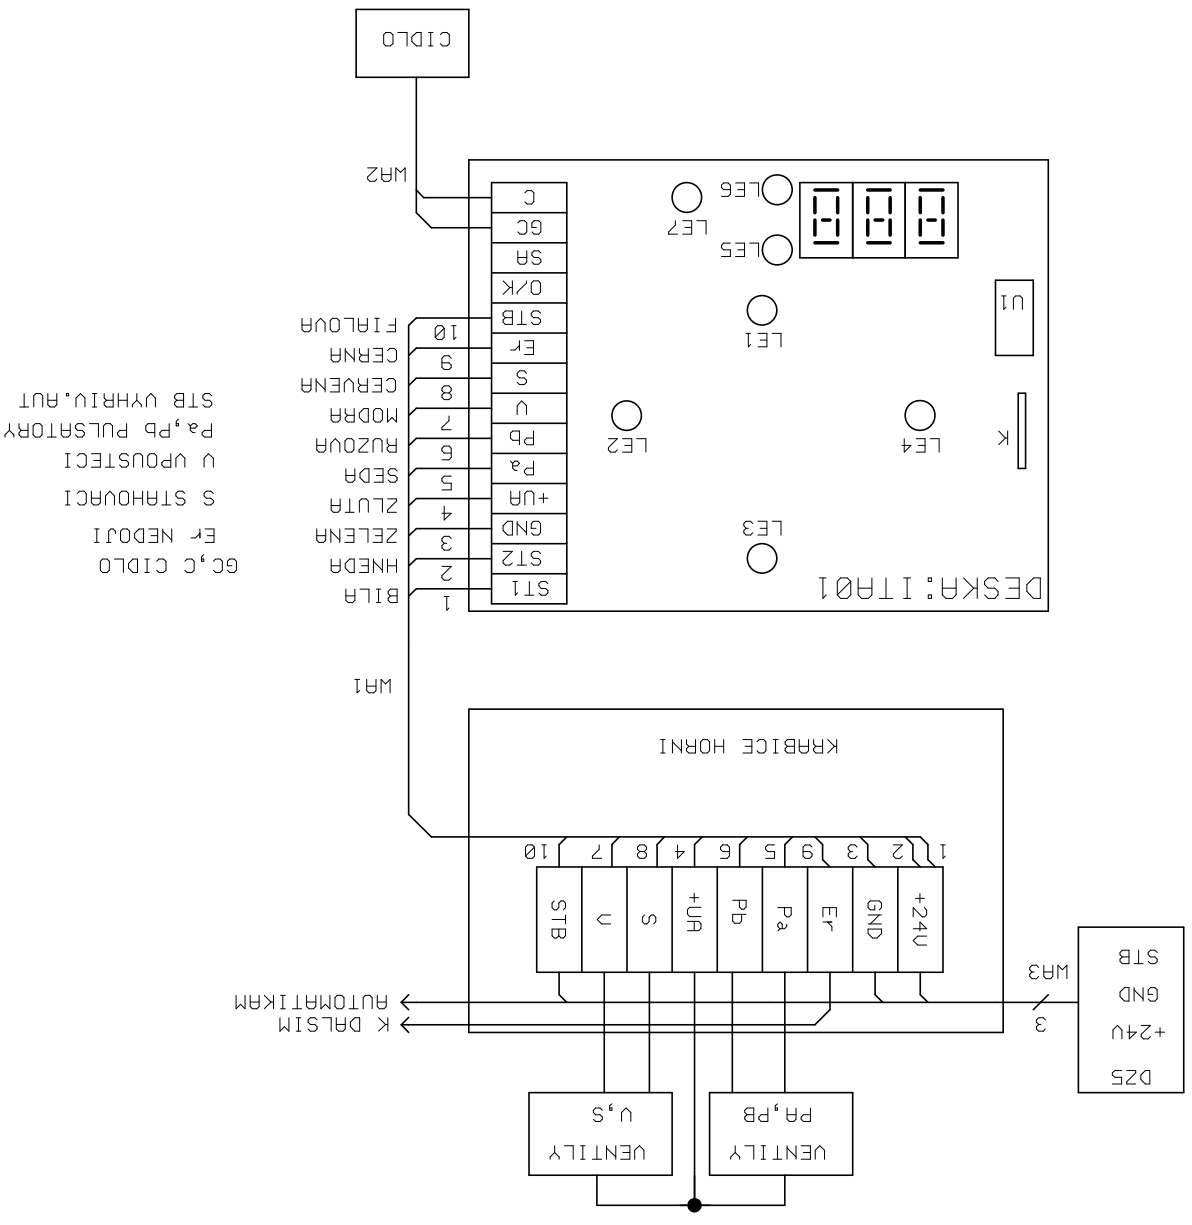 VENTILY
PA,PB
VENTILY
V,S
DZ5
+24V
GND
STB
3
WA3
K DALSIM
AUTOMATIKAM
+24V
GND
Er
Pa
Pb
+UA
S
V
STB
1
2
3
9
5
6
4
8
7
10
KRABICE HORNI
WA1
DESKA:ITA01
ST1
1
BILA
ST2
2
HNEDA
GND
3
ZELENA
+UA
4
ZLUTA
Pa
5
SEDA
Pb
6
RUZOVA
V
7
MODRA
S
8
CERVENA
Er
9
CERNA
STB
10
FIALOVA
O/K
SA
GC
C
LE3
LE4
K
LE2
LE1
U1
LE5
LE7
LE6
888
GC,C CIDLO
Er NEDOJI
S STAHOVACI
V VPOUSTECI
Pa,Pb PULSATORY
STB VYHRIV.AUT
WA2
CIDLO